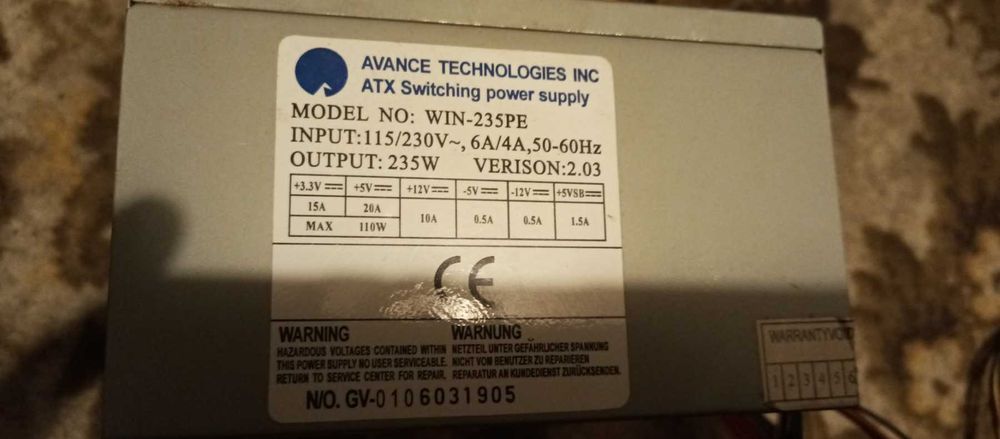 AVANCE TECHNOLOGIES INC
ATX Switching power supply
MODEL NO: WIN-235PE
INPUT:115/230V~, 6A/4A,50-60Hz
OUTPUT: 235W VERISON:2.03
+3.3V +5V +12V -5V -12V +5VSB
15A 20A 10A 0.5A 0.5A 1.5A
MAX 110W
CE
WARNING
HAZARDOUS VOLTAGES CONTAINED WITHIN
THIS POWER SUPPLY NO USER SERVICEABLE.
RETURN TO SERVICE CENTER FOR REPAIR.
WARNUNG
NETZTEIL UNTER GEFÄHRLICHER SPANNUNG
NICHT VOM BENUTZER ZU REPARIEREN
REPARATUR AN KUNDEDIENST ZURÜCKSENDEN.
N/O. GV-0106031905
WARRANTYVOID
1 2 3 4 5 6